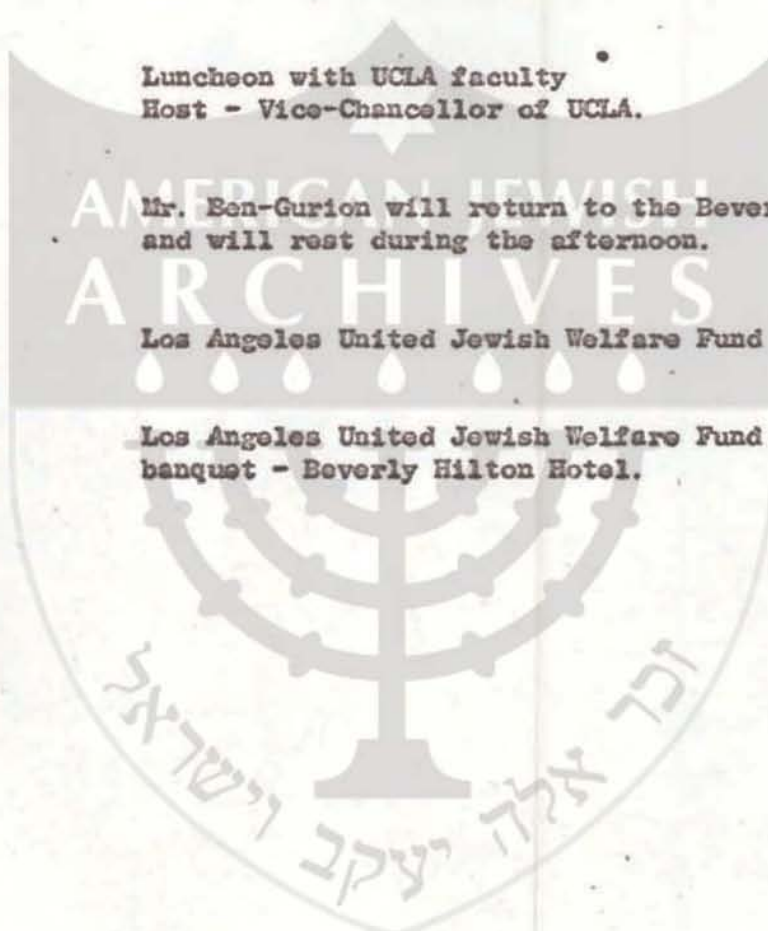 Luncheon with UCLA faculty
Host - Vice-Chancellor of UCLA.
Mr. Ben-Gurion will return to the Bever
and will rest during the afternoon.
Los Angeles United Jewish Welfare Fund
Los Angeles United Jewish Welfare Fund
banquet - Beverly Hilton Hotel.
AMERICAN JEWISH
ARCHIVES
זכר אלה יעקב וישראל